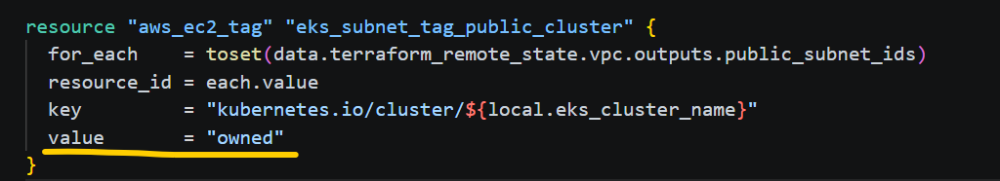 resource "aws_ec2_tag" "eks_subnet_tag_public_cluster" {
  for_each    = toset(data.terraform_remote_state.vpc.outputs.public_subnet_ids)
  resource_id = each.value
  key         = "kubernetes.io/cluster/${local.eks_cluster_name}"
  value       = "owned"
}